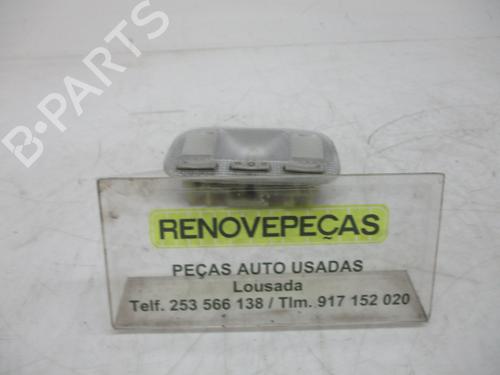 B-PARTS
RENOVEPEÇAS
PEÇAS AUTO USADAS
Lousada
Telf. 253 566 138 / Tlm. 917 152 020